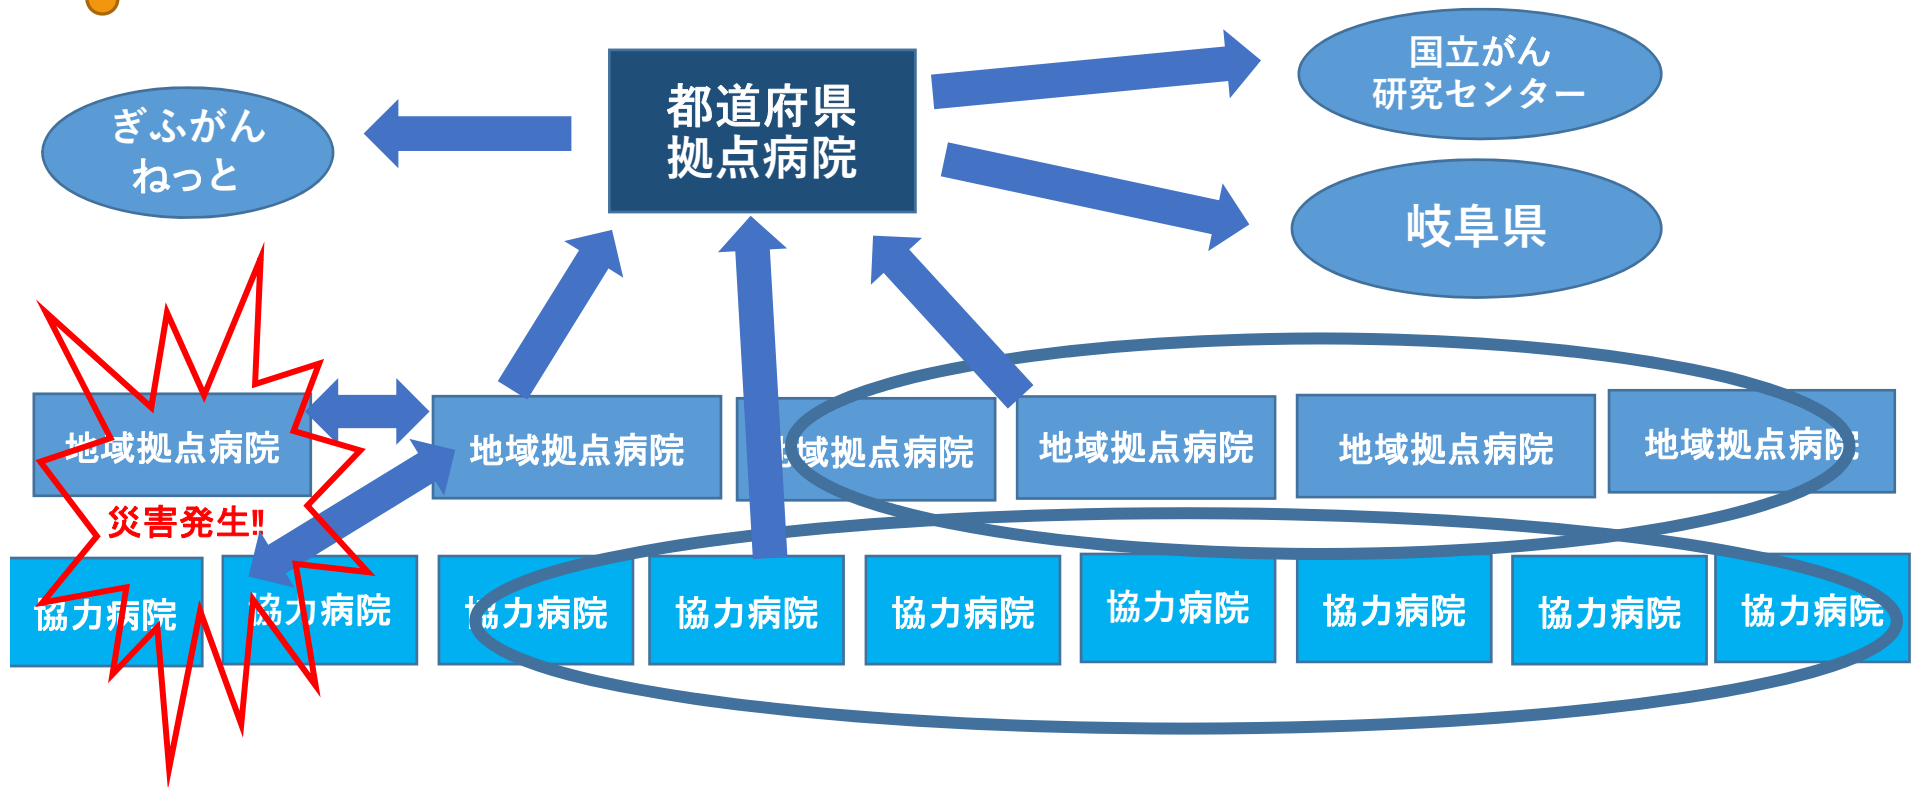 国立がん
研究センター
都道府県
拠点病院
ぎふがん
ねっと
岐阜県
地域拠点病院
地域拠点病院
地域拠点病院
地域拠点病院
地域拠点病院
地域拠点病院
災害発生!!
協力病院
協力病院
協力病院
協力病院
協力病院
協力病院
協力病院
協力病院
協力病院